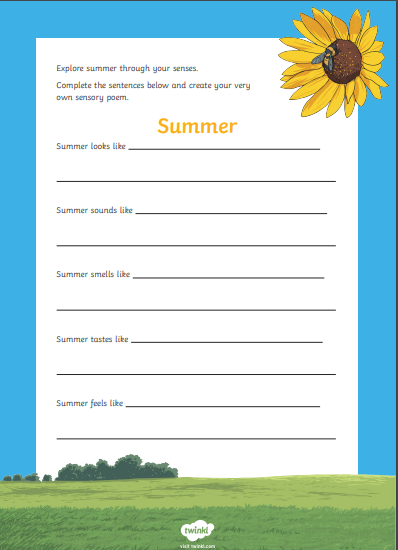 Explore summer through your senses.
Complete the sentences below and create your very
own sensory poem.
Summer
Summer looks like
Summer sounds like
Summer smells like
Summer tastes like
Summer feels like
twinkl
visit twinkl.com